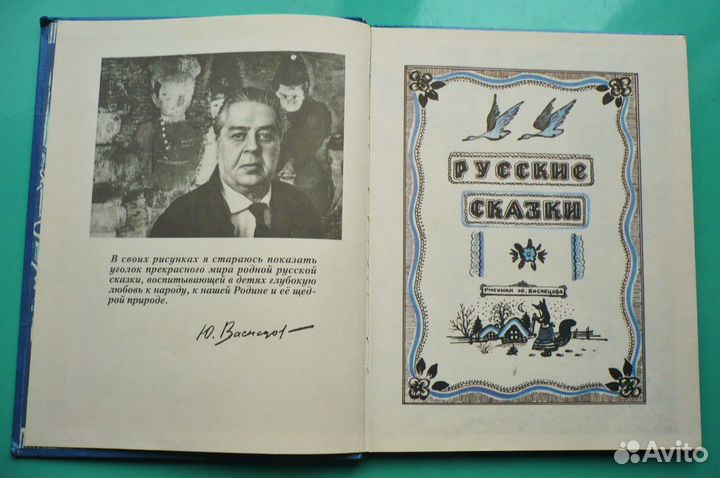 В своих рисунках я стараюсь показать
уголок прекрасного мира родной русской
сказки, воспитывающей в детях глубокую
любовь к народу, к нашей Родине и её щед-
рой природе.
Ю. Васнецов
РУССКИЕ
СКАЗКИ
РИСУНКИ Ю. ВАСНЕЦОВА
Avito